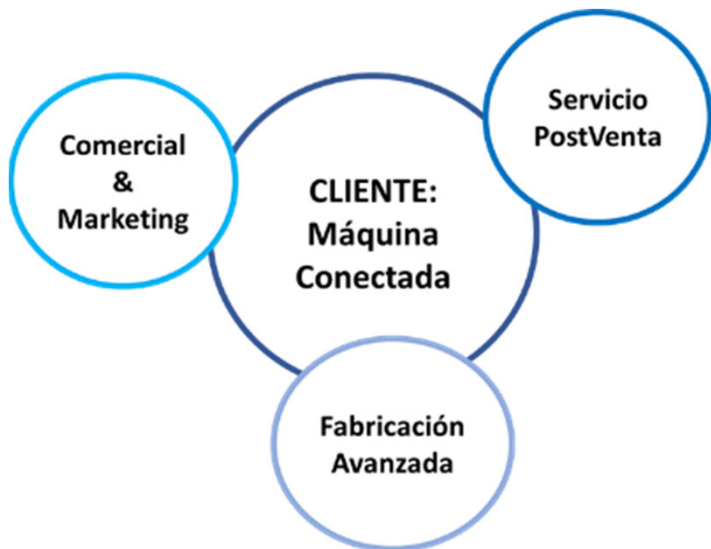 Comercial
&
Marketing
CLIENTE:
Máquina
Conectada
Servicio
PostVenta
Fabricación
Avanzada